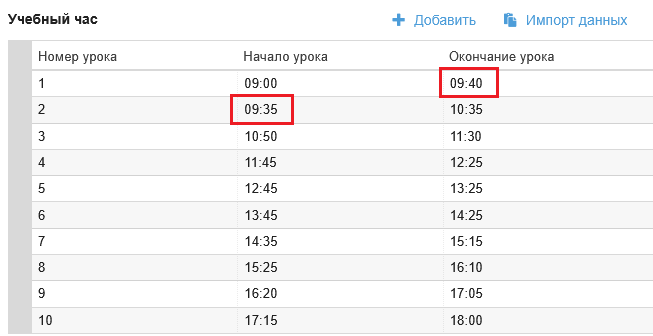 Учебный час Добавить Импорт данных
Номер урока Начало урока Окончание урока
1 09:00 09:40
2 09:35 10:35
3 10:50 11:30
4 11:45 12:25
5 12:45 13:25
6 13:45 14:25
7 14:35 15:15
8 15:25 16:10
9 16:20 17:05
10 17:15 18:00